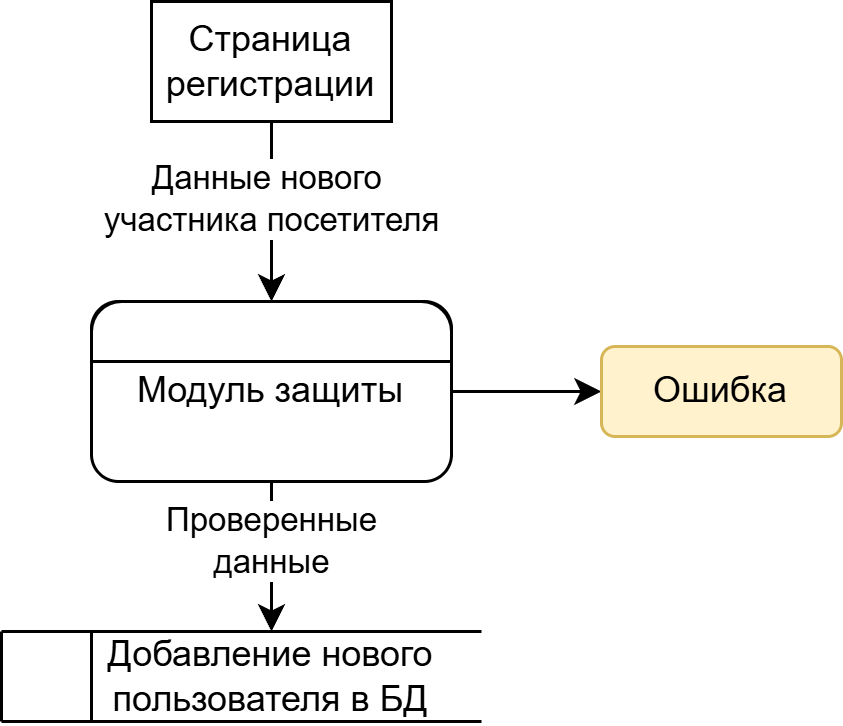 Страница
регистрации
Данные нового
участника посетителя
Модуль защиты
Ошибка
Проверенные
данные
Добавление нового
пользователя в БД